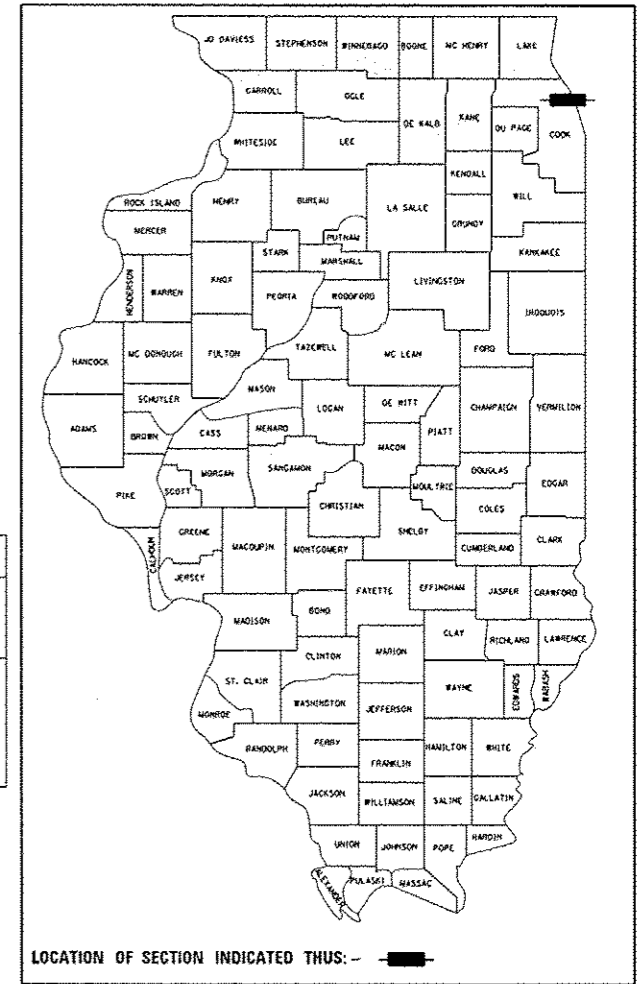 JO DAVIESS STEPHENSON WINNEBAGO BOONE MC HENRY LAKE
CARROLL OGLE DE KALB KANE DU PAGE COOK
WHITESIDE LEE
KENDALL WILL
ROCK ISLAND HENRY BUREAU LA SALLE GRUNDY
MERCER PUTNAM
STARK MARSHALL KANKAKEE
HENDERSON WARREN KNOX PEORIA WOODFORD LIVINGSTON
IROQUOIS
HANCOCK MC DONOUGH FULTON TAZEWELL MC LEAN FORD
MASON
SCHUYLER LOGAN DE WITT CHAMPAIGN VERMILION
ADAMS BROWN CASS MENARD MACON PIATT
MORGAN SANGAMON DOUGLAS EDGAR
PIKE SCOTT CHRISTIAN MOULTRIE
COLES
GREENE SHELBY
CALHOUN MACOUPIN MONTGOMERY CUMBERLAND CLARK
JERSEY
FAYETTE EFFINGHAM JASPER CRAWFORD
MADISON BOND
CLAY RICHLAND LAWRENCE
CLINTON MARION
ST. CLAIR WAYNE EDWARDS WABASH
WASHINGTON JEFFERSON
MONROE
RANDOLPH PERRY HAMILTON WHITE
FRANKLIN
JACKSON WILLIAMSON SALINE GALLATIN
UNION JOHNSON POPE HARDIN
ALEXANDER PULASKI MASSAC
LOCATION OF SECTION INDICATED THUS: -